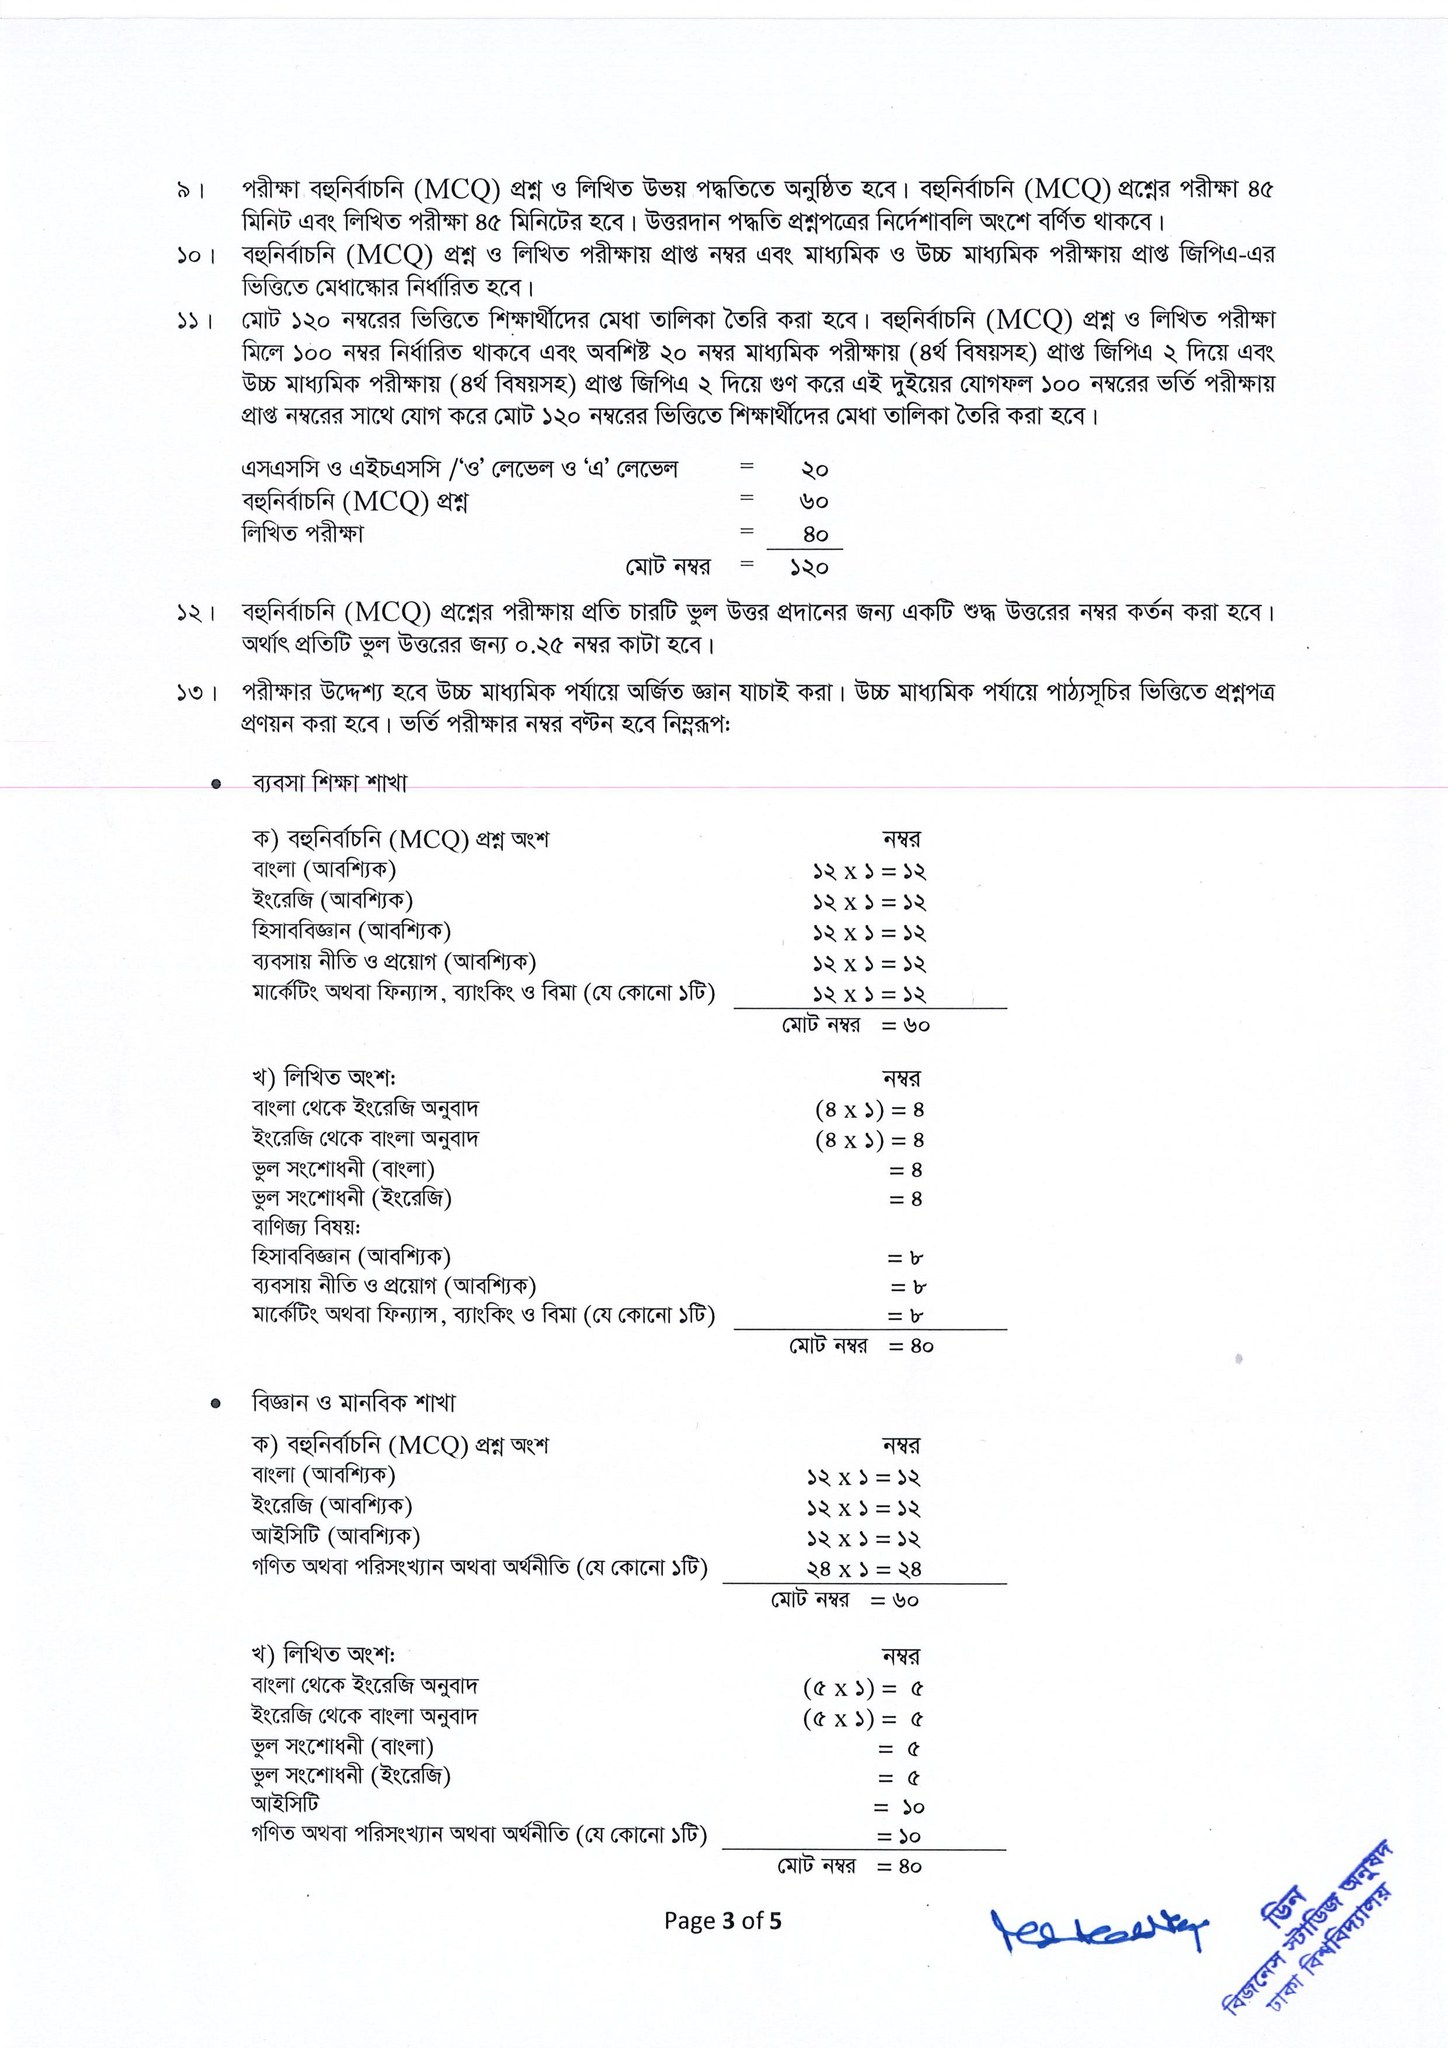 ৯। পরীক্ষা বহুনির্বাচনি (MCQ) প্রশ্ন ও লিখিত উভয় পদ্ধতিতে অনুষ্ঠিত হবে। বহুনির্বাচনি (MCQ) প্রশ্নের পরীক্ষা ৪৫
মিনিট এবং লিখিত পরীক্ষা ৪৫ মিনিটের হবে। উত্তরদান পদ্ধতি প্রশ্নপত্রের নির্দেশাবলি অংশে বর্ণিত থাকবে।
১০। বহুনির্বাচনি (MCQ) প্রশ্ন ও লিখিত পরীক্ষায় প্রাপ্ত নম্বর এবং মাধ্যমিক ও উচ্চ মাধ্যমিক পরীক্ষায় প্রাপ্ত জিপিএ-এর
ভিত্তিতে মেধাস্কোর নির্ধারিত হবে।
১১। মোট ১২০ নম্বরের ভিত্তিতে শিক্ষার্থীদের মেধা তালিকা তৈরি করা হবে। বহুনির্বাচনি (MCQ) প্রশ্ন ও লিখিত পরীক্ষা
মিলে ১০০ নম্বর নির্ধারিত থাকবে এবং অবশিষ্ট ২০ নম্বর মাধ্যমিক পরীক্ষায় (৪র্থ বিষয়সহ) প্রাপ্ত জিপিএ ২ দিয়ে এবং
উচ্চ মাধ্যমিক পরীক্ষায় (৪র্থ বিষয়সহ) প্রাপ্ত জিপিএ ২ দিয়ে গুণ করে এই দুইয়ের যোগফল ১০০ নম্বরের ভর্তি পরীক্ষায়
প্রাপ্ত নম্বরের সাথে যোগ করে মোট ১২০ নম্বরের ভিত্তিতে শিক্ষার্থীদের মেধা তালিকা তৈরি করা হবে।
এসএসসি ও এইচএসসি /‘ও’ লেভেল ও ‘এ’ লেভেল = ২০
বহুনির্বাচনি (MCQ) প্রশ্ন = ৬০
লিখিত পরীক্ষা = ৪০
মোট নম্বর = ১২০
১২। বহুনির্বাচনি (MCQ) প্রশ্নের পরীক্ষায় প্রতি চারটি ভুল উত্তর প্রদানের জন্য একটি শুদ্ধ উত্তরের নম্বর কর্তন করা হবে।
অর্থাৎ প্রতিটি ভুল উত্তরের জন্য ০.২৫ নম্বর কাটা হবে।
১৩। পরীক্ষার উদ্দেশ্য হবে উচ্চ মাধ্যমিক পর্যায়ে অর্জিত জ্ঞান যাচাই করা। উচ্চ মাধ্যমিক পর্যায়ে পাঠ্যসূচির ভিত্তিতে প্রশ্নপত্র
প্রণয়ন করা হবে। ভর্তি পরীক্ষার নম্বর বণ্টন হবে নিম্নরূপ:
• ব্যবসা শিক্ষা শাখা
ক) বহুনির্বাচনি (MCQ) প্রশ্ন অংশ নম্বর
বাংলা (আবশ্যিক) ১২ x ১ = ১২
ইংরেজি (আবশ্যিক) ১২ x ১ = ১২
হিসাববিজ্ঞান (আবশ্যিক) ১২ x ১ = ১২
ব্যবসায় নীতি ও প্রয়োগ (আবশ্যিক) ১২ x ১ = ১২
মার্কেটিং অথবা ফিন্যান্স, ব্যাংকিং ও বিমা (যে কোনো ১টি) ১২ x ১ = ১২
মোট নম্বর = ৬০
খ) লিখিত অংশ: নম্বর
বাংলা থেকে ইংরেজি অনুবাদ (৪ x ১) = ৪
ইংরেজি থেকে বাংলা অনুবাদ (৪ x ১) = ৪
ভুল সংশোধনী (বাংলা) = ৪
ভুল সংশোধনী (ইংরেজি) = ৪
বাণিজ্য বিষয়:
হিসাববিজ্ঞান (আবশ্যিক) = ৮
ব্যবসায় নীতি ও প্রয়োগ (আবশ্যিক) = ৮
মার্কেটিং অথবা ফিন্যান্স, ব্যাংকিং ও বিমা (যে কোনো ১টি) = ৮
মোট নম্বর = ৪০
• বিজ্ঞান ও মানবিক শাখা
ক) বহুনির্বাচনি (MCQ) প্রশ্ন অংশ নম্বর
বাংলা (আবশ্যিক) ১২ x ১ = ১২
ইংরেজি (আবশ্যিক) ১২ x ১ = ১২
আইসিটি (আবশ্যিক) ১২ x ১ = ১২
গণিত অথবা পরিসংখ্যান অথবা অর্থনীতি (যে কোনো ১টি) ২৪ x ১ = ২৪
মোট নম্বর = ৬০
খ) লিখিত অংশ: নম্বর
বাংলা থেকে ইংরেজি অনুবাদ (৫ x ১) = ৫
ইংরেজি থেকে বাংলা অনুবাদ (৫ x ১) = ৫
ভুল সংশোধনী (বাংলা) = ৫
ভুল সংশোধনী (ইংরেজি) = ৫
আইসিটি = ১০
গণিত অথবা পরিসংখ্যান অথবা অর্থনীতি (যে কোনো ১টি) = ১০
মোট নম্বর = ৪০
Page 3 of 5
ডিন
বিজনেস স্টাডিজ অনুষদ
ঢাকা বিশ্ববিদ্যালয়